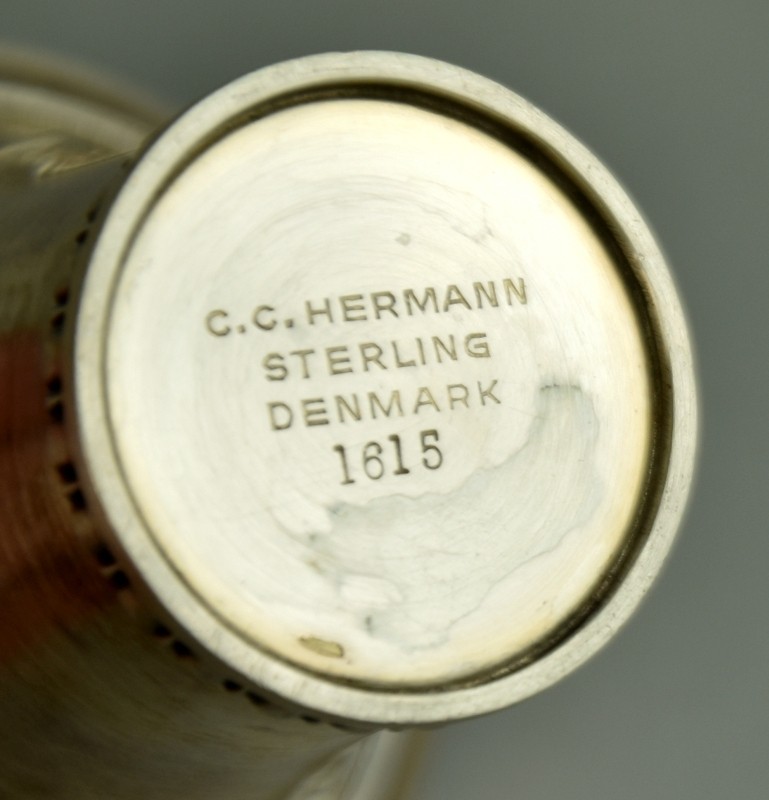 C.C. HERMANN
STERLING
DENMARK
1615